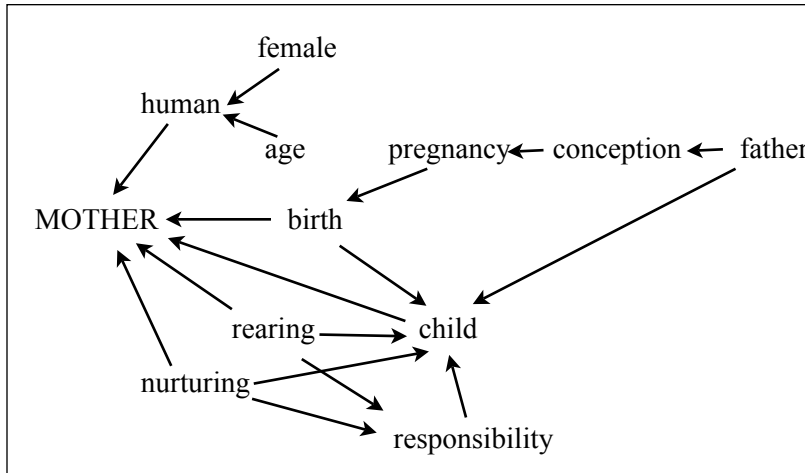 female
human
age
pregnancy conception father
MOTHER birth
rearing child
nurturing
responsibility